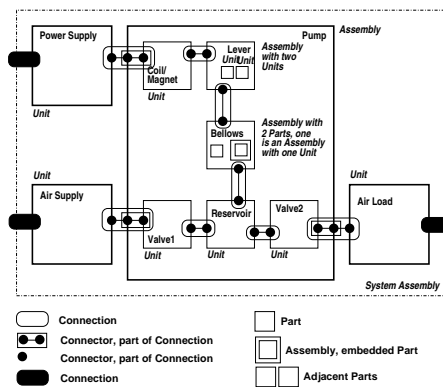 Power Supply
Pump
Assembly
Lever
Unit
Unit
Assembly
with two
Units
Coil/
Magnet
Unit
Unit
Bellows
Assembly with
2 Parts, one
is an Assembly
with one Unit
Unit
Unit
Air Supply
Reservoir
Valve2
Air Load
Valve1
Unit
Unit
Unit
System Assembly
Connection
Connector, part of Connection
Connector, part of Connection
Connection
Part
Assembly, embedded Part
Adjacent Parts